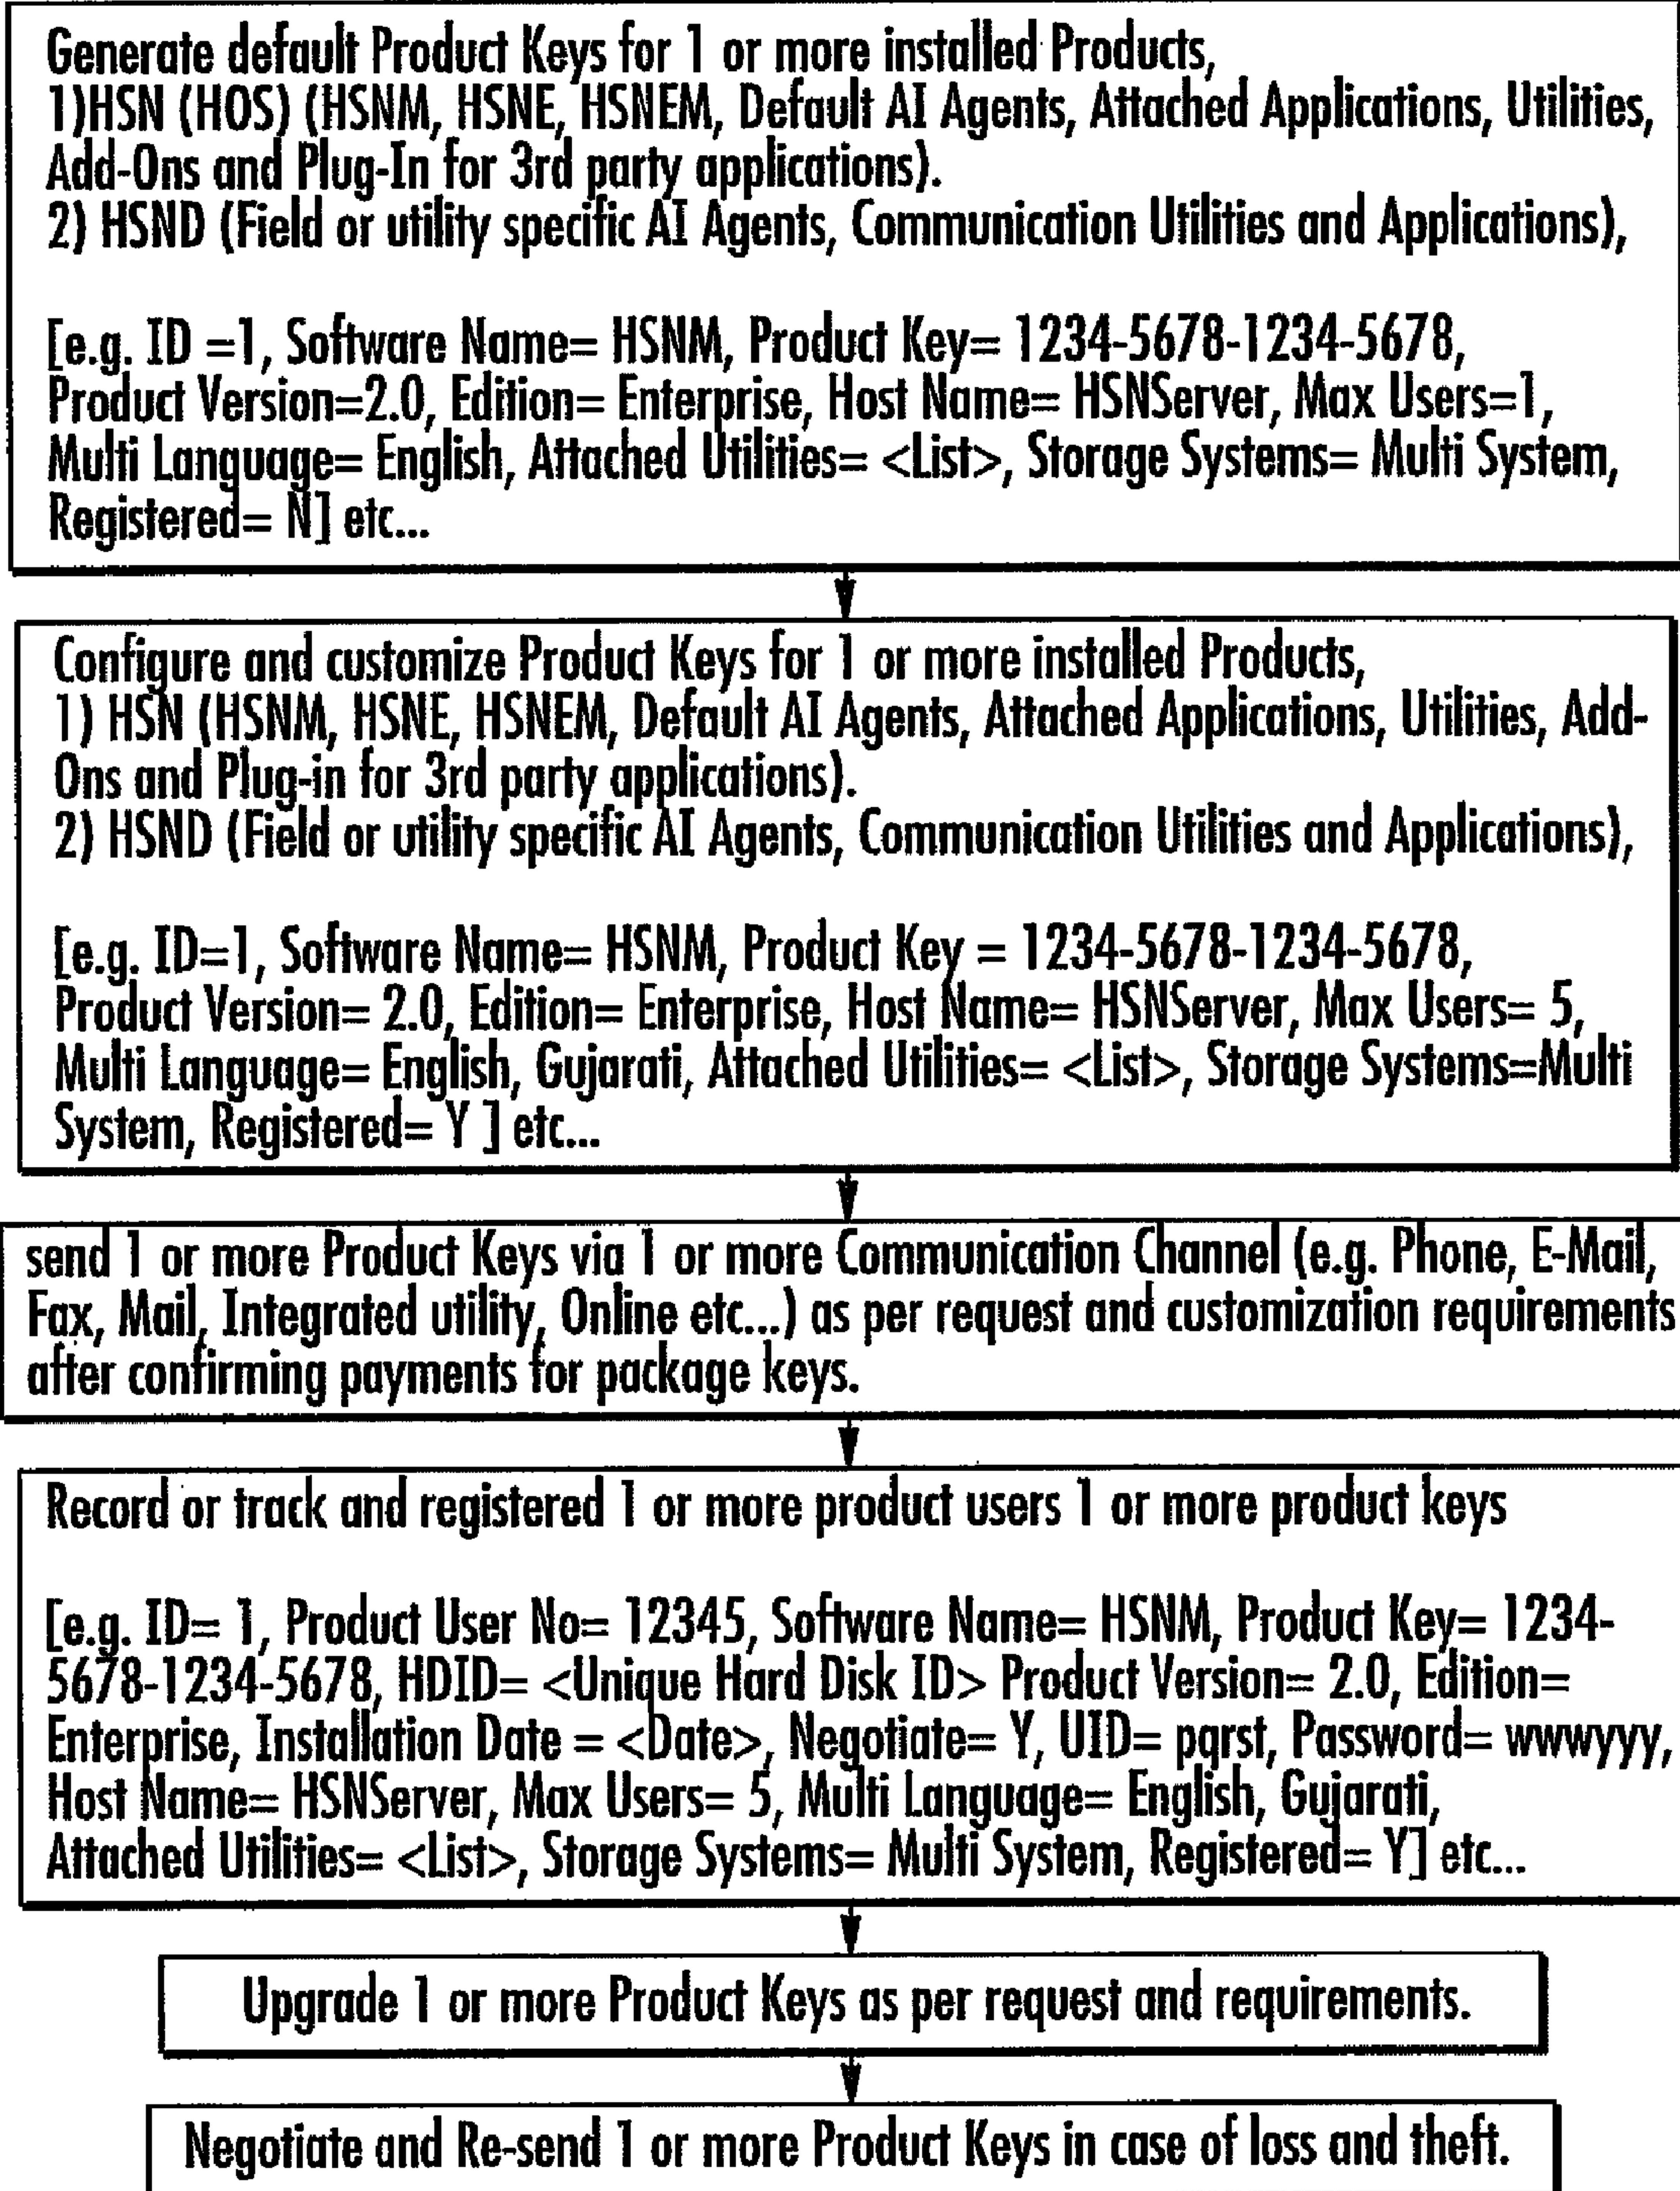 Generate default Product Keys for 1 or more installed Products,
1)HSN (HOS) (HSNM, HSNE, HSNEM, Default AI Agents, Attached Applications, Utilities,
Add-Ons and Plug-In for 3rd party applications).
2) HSND (Field or utility specific AI Agents, Communication Utilities and Applications),
[e.g. ID =1, Software Name= HSNM, Product Key= 1234-5678-1234-5678,
Product Version=2.0, Edition= Enterprise, Host Name= HSNServer, Max Users=1,
Multi Language= English, Attached Utilities= <List>, Storage Systems= Multi System,
Registered= N] etc...
Configure and customize Product Keys for 1 or more installed Products,
1) HSN (HSNM, HSNE, HSNEM, Default AI Agents, Attached Applications, Utilities, Add-
Ons and Plug-in for 3rd party applications).
2) HSND (Field or utility specific AI Agents, Communication Utilities and Applications),
[e.g. ID=1, Software Name= HSNM, Product Key = 1234-5678-1234-5678,
Product Version= 2.0, Edition= Enterprise, Host Name= HSNServer, Max Users= 5,
Multi Language= English, Gujarati, Attached Utilities= <List>, Storage Systems=Multi
System, Registered= Y ] etc...
send 1 or more Product Keys via 1 or more Communication Channel (e.g. Phone, E-Mail,
Fax, Mail, Integrated utility, Online etc...) as per request and customization requirements
after confirming payments for package keys.
Record or track and registered 1 or more product users 1 or more product keys
[e.g. ID= 1, Product User No= 12345, Software Name= HSNM, Product Key= 1234-
5678-1234-5678, HDID= <Unique Hard Disk ID> Product Version= 2.0, Edition=
Enterprise, Installation Date = <Date>, Negotiate= Y, UID= pqrst, Password= wwwyyy,
Host Name= HSNServer, Max Users= 5, Multi Language= English, Gujarati,
Attached Utilities= <List>, Storage Systems= Multi System, Registered= Y] etc...
Upgrade 1 or more Product Keys as per request and requirements.
Negotiate and Re-send 1 or more Product Keys in case of loss and theft.